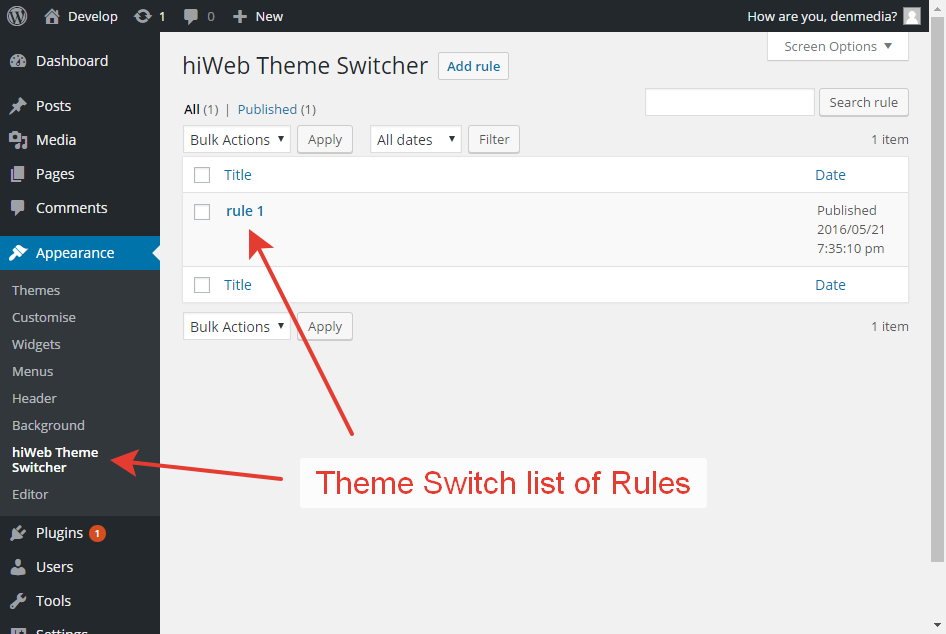 Develop 1 0 New How are you, denmedia?
Screen Options ▼
Dashboard
Posts
Media
Pages
Comments
Appearance
Themes
Customise
Widgets
Menus
Header
Background
hiWeb Theme
Switcher
Editor
Plugins 1
Users
Tools
Settings
hiWeb Theme Switcher Add rule
All (1) | Published (1)
Search rule
Bulk Actions ▼ Apply All dates ▼ Filter 1 item
Title Date
rule 1 Published
2016/05/21
7:35:10 pm
Title Date
Bulk Actions ▼ Apply 1 item
Theme Switch list of Rules